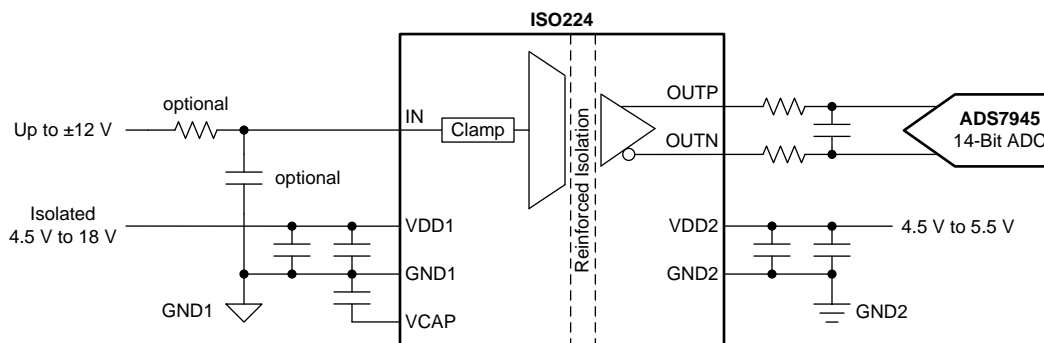 ISO224
optional
Up to ±12 V
IN
Clamp
optional
Isolated
4.5 V to 18 V
VDD1
GND1
GND1
VCAP
Reinforced Isolation
OUTP
OUTN
ADS7945
14-Bit ADC
VDD2
4.5 V to 5.5 V
GND2
GND2